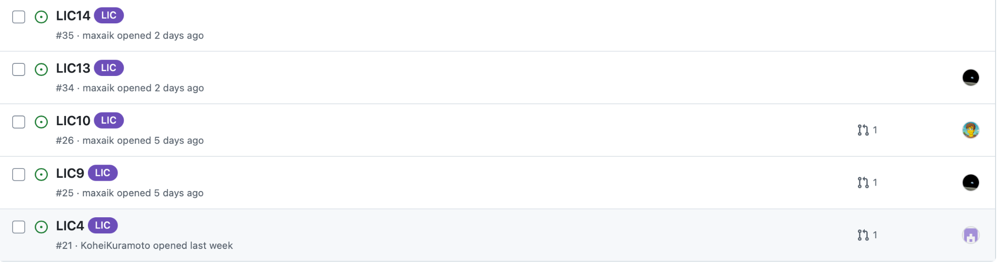 LIC14 LIC
#35 · maxaik opened 2 days ago
LIC13 LIC
#34 · maxaik opened 2 days ago
LIC10 LIC
1
#26 · maxaik opened 5 days ago
LIC9 LIC
1
#25 · maxaik opened 5 days ago
LIC4 LIC
1
#21 · KoheiKuramoto opened last week